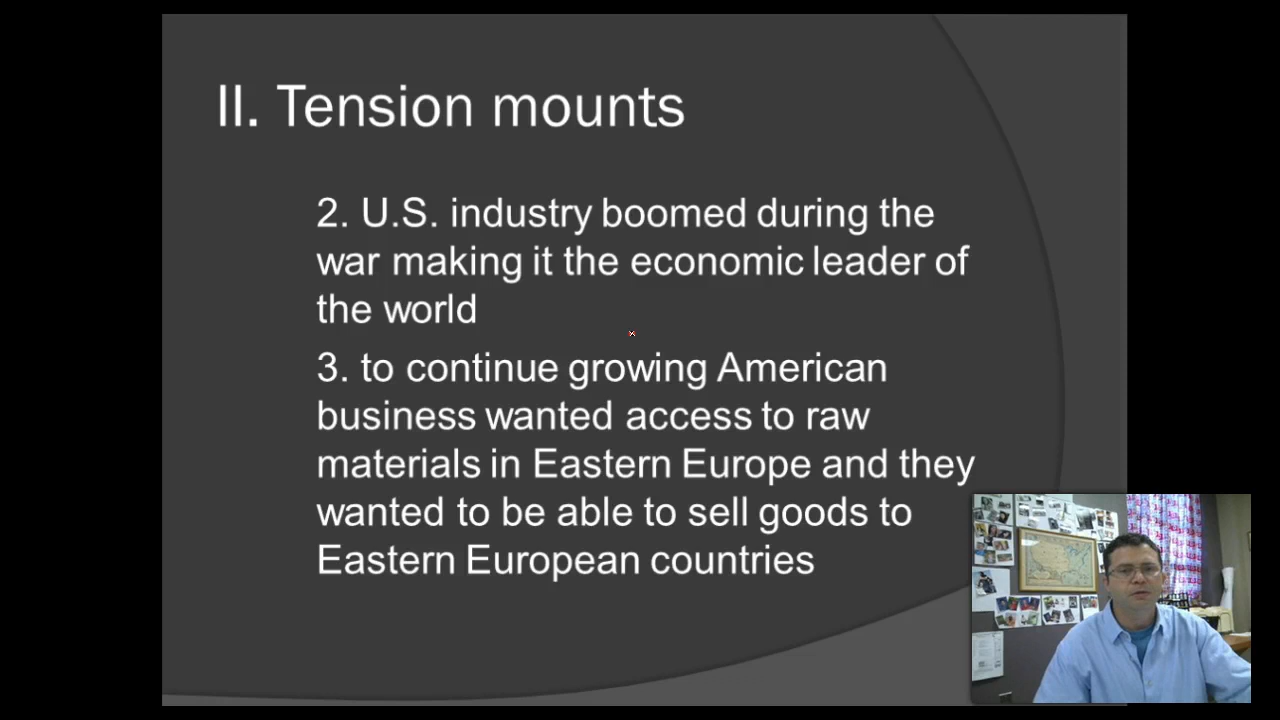 II. Tension mounts
2. U.S. industry boomed during the
war making it the economic leader of
the world
3. to continue growing American
business wanted access to raw
materials in Eastern Europe and they
wanted to be able to sell goods to
Eastern European countries